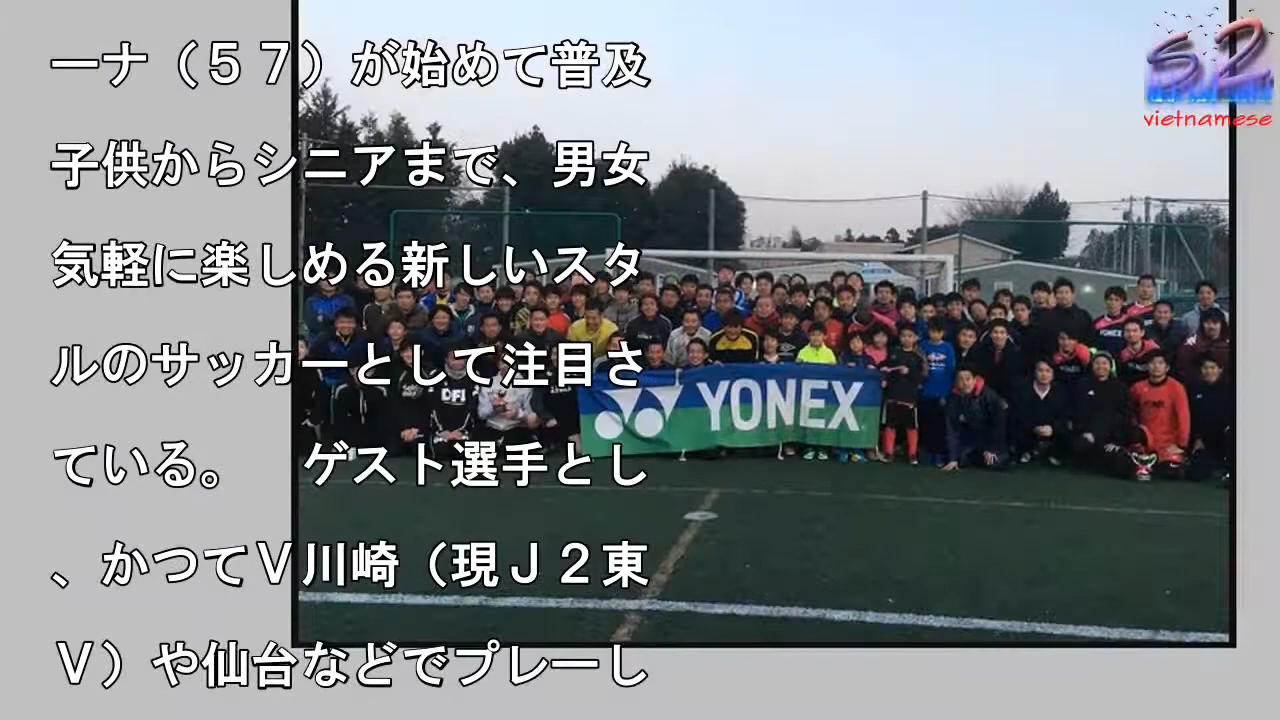 ーナ（５７）が始めて普及
子供からシニアまで、男女
気軽に楽しめる新しいスタ
ルのサッカーとして注目さ
ている。　ゲスト選手とし
、かつてＶ川崎（現Ｊ２東
Ｖ）や仙台などでプレーし
S2
vietnamese
YONEX
DFI